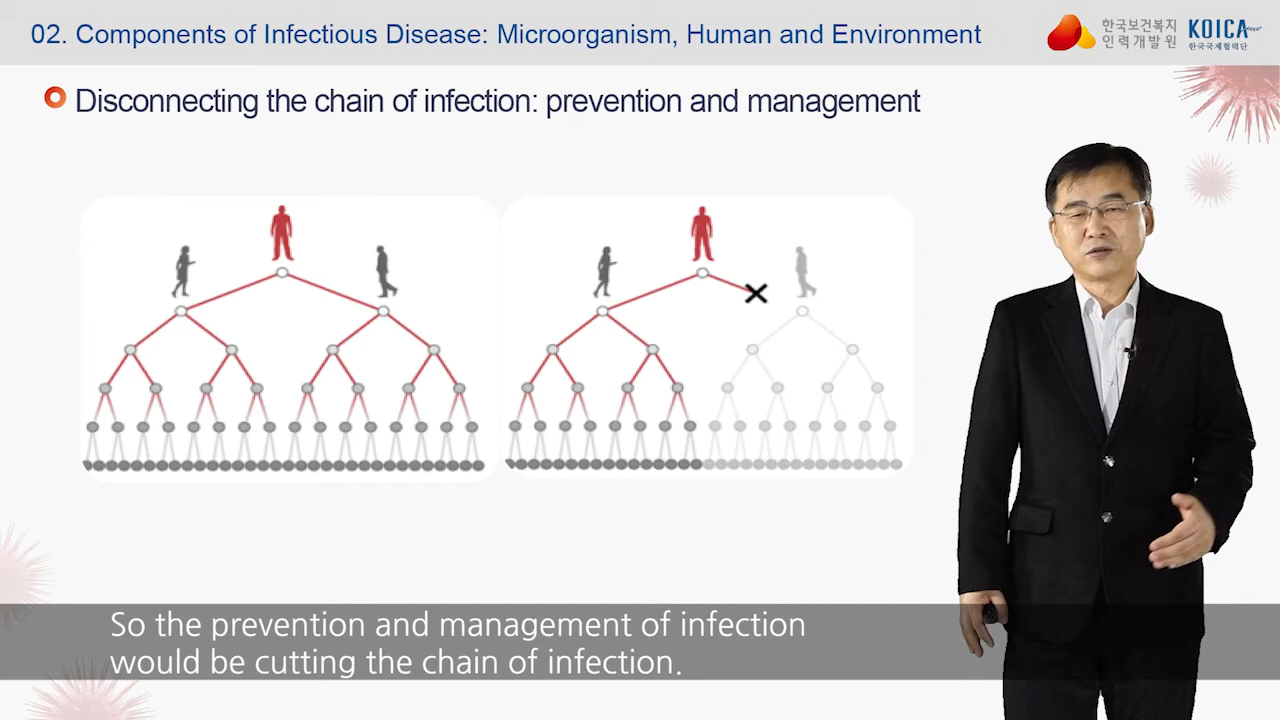 02. Components of Infectious Disease: Microorganism, Human and Environment
한국보건복지
인력개발원
KOICA
한국국제협력단
Disconnecting the chain of infection: prevention and management
So the prevention and management of infection
would be cutting the chain of infection.